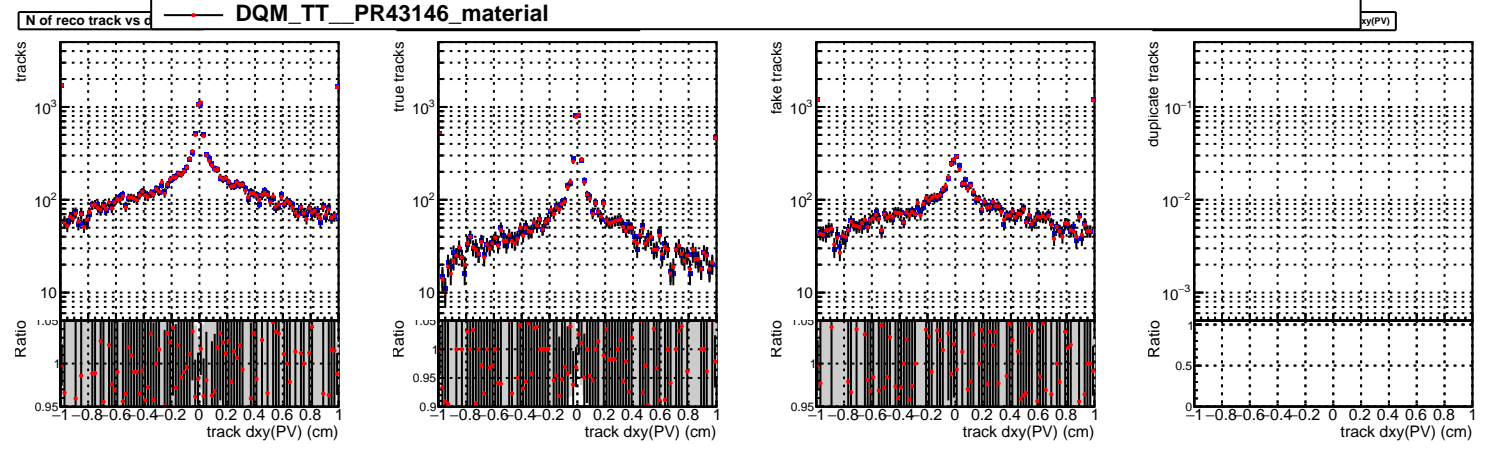 N of reco track vs d
DQM_TT__PR43146_material
xy(PV)
tracks
10³
10²
10
Ratio
1.05
1
0.95
−1 −0.8 −0.6 −0.4 −0.2 0 0.2 0.4 0.6 0.8 1
track dxy(PV) (cm)
true tracks
10³
10²
10
Ratio
1.05
1
0.95
0.9
−1 −0.8 −0.6 −0.4 −0.2 0 0.2 0.4 0.6 0.8 1
track dxy(PV) (cm)
fake tracks
10³
10²
10
Ratio
1.05
1
0.95
−1 −0.8 −0.6 −0.4 −0.2 0 0.2 0.4 0.6 0.8 1
track dxy(PV) (cm)
duplicate tracks
10⁻¹
10⁻²
10⁻³
Ratio
1
0.5
0
−1 −0.8 −0.6 −0.4 −0.2 0 0.2 0.4 0.6 0.8 1
track dxy(PV) (cm)